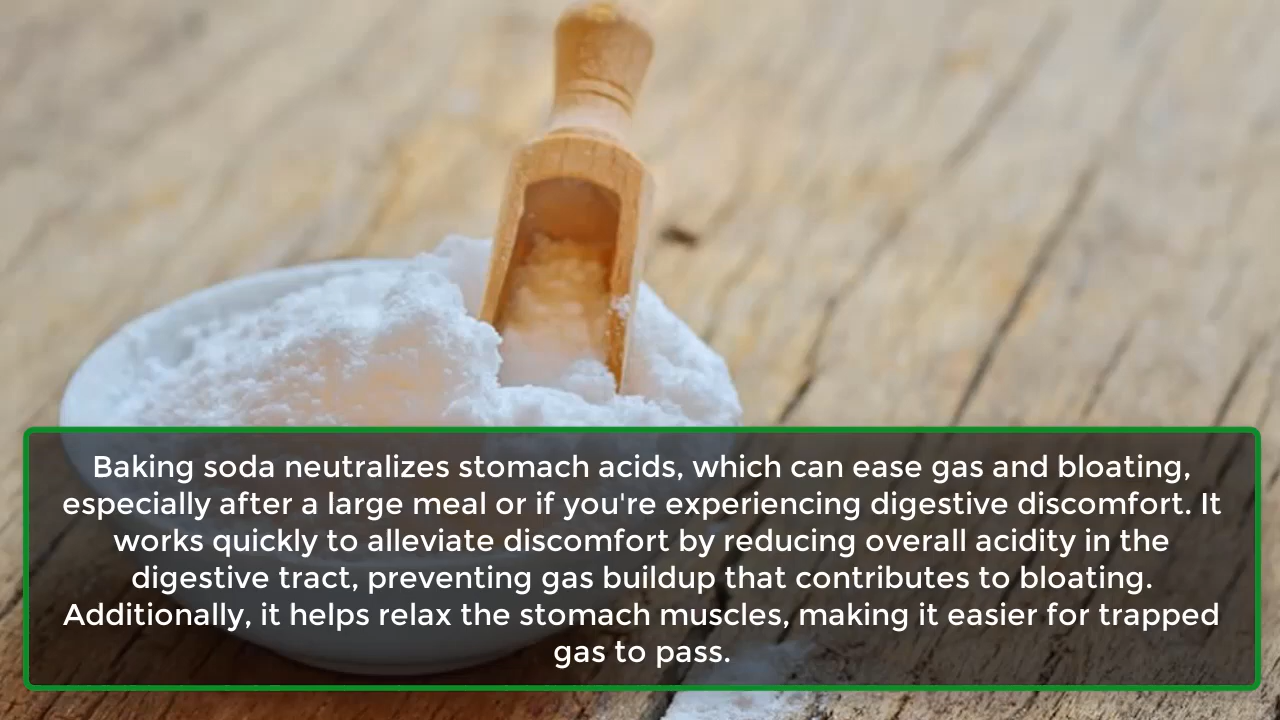 Baking soda neutralizes stomach acids, which can ease gas and bloating,
especially after a large meal or if you're experiencing digestive discomfort. It
works quickly to alleviate discomfort by reducing overall acidity in the
digestive tract, preventing gas buildup that contributes to bloating.
Additionally, it helps relax the stomach muscles, making it easier for trapped
gas to pass.